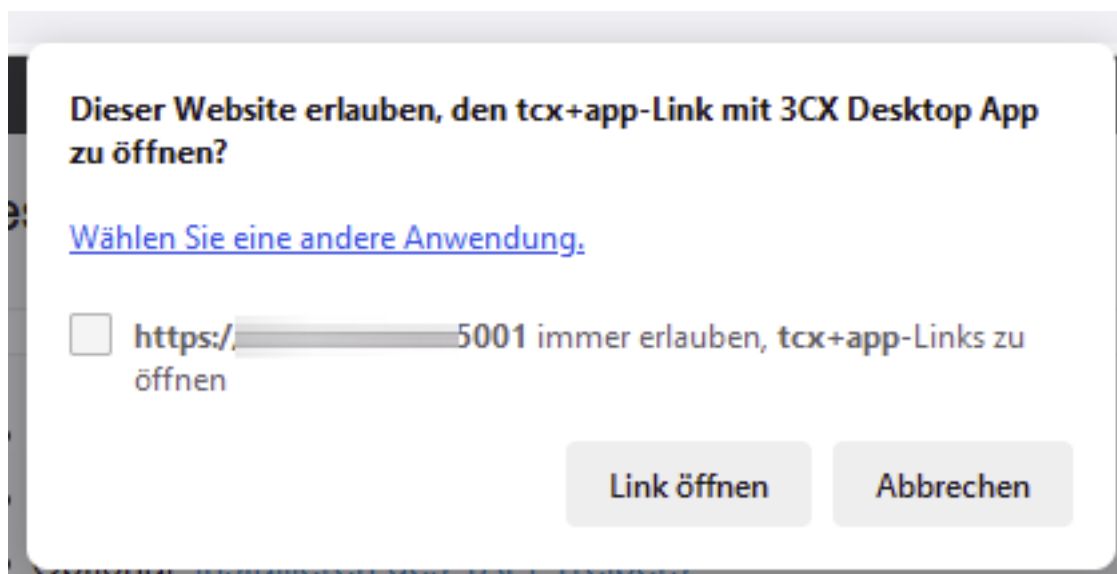 Dieser Website erlauben, den tcx+app-Link mit 3CX Desktop App
zu öffnen?
Wählen Sie eine andere Anwendung.
https:/ 5001 immer erlauben, tcx+app-Links zu
öffnen
Link öffnen
Abbrechen